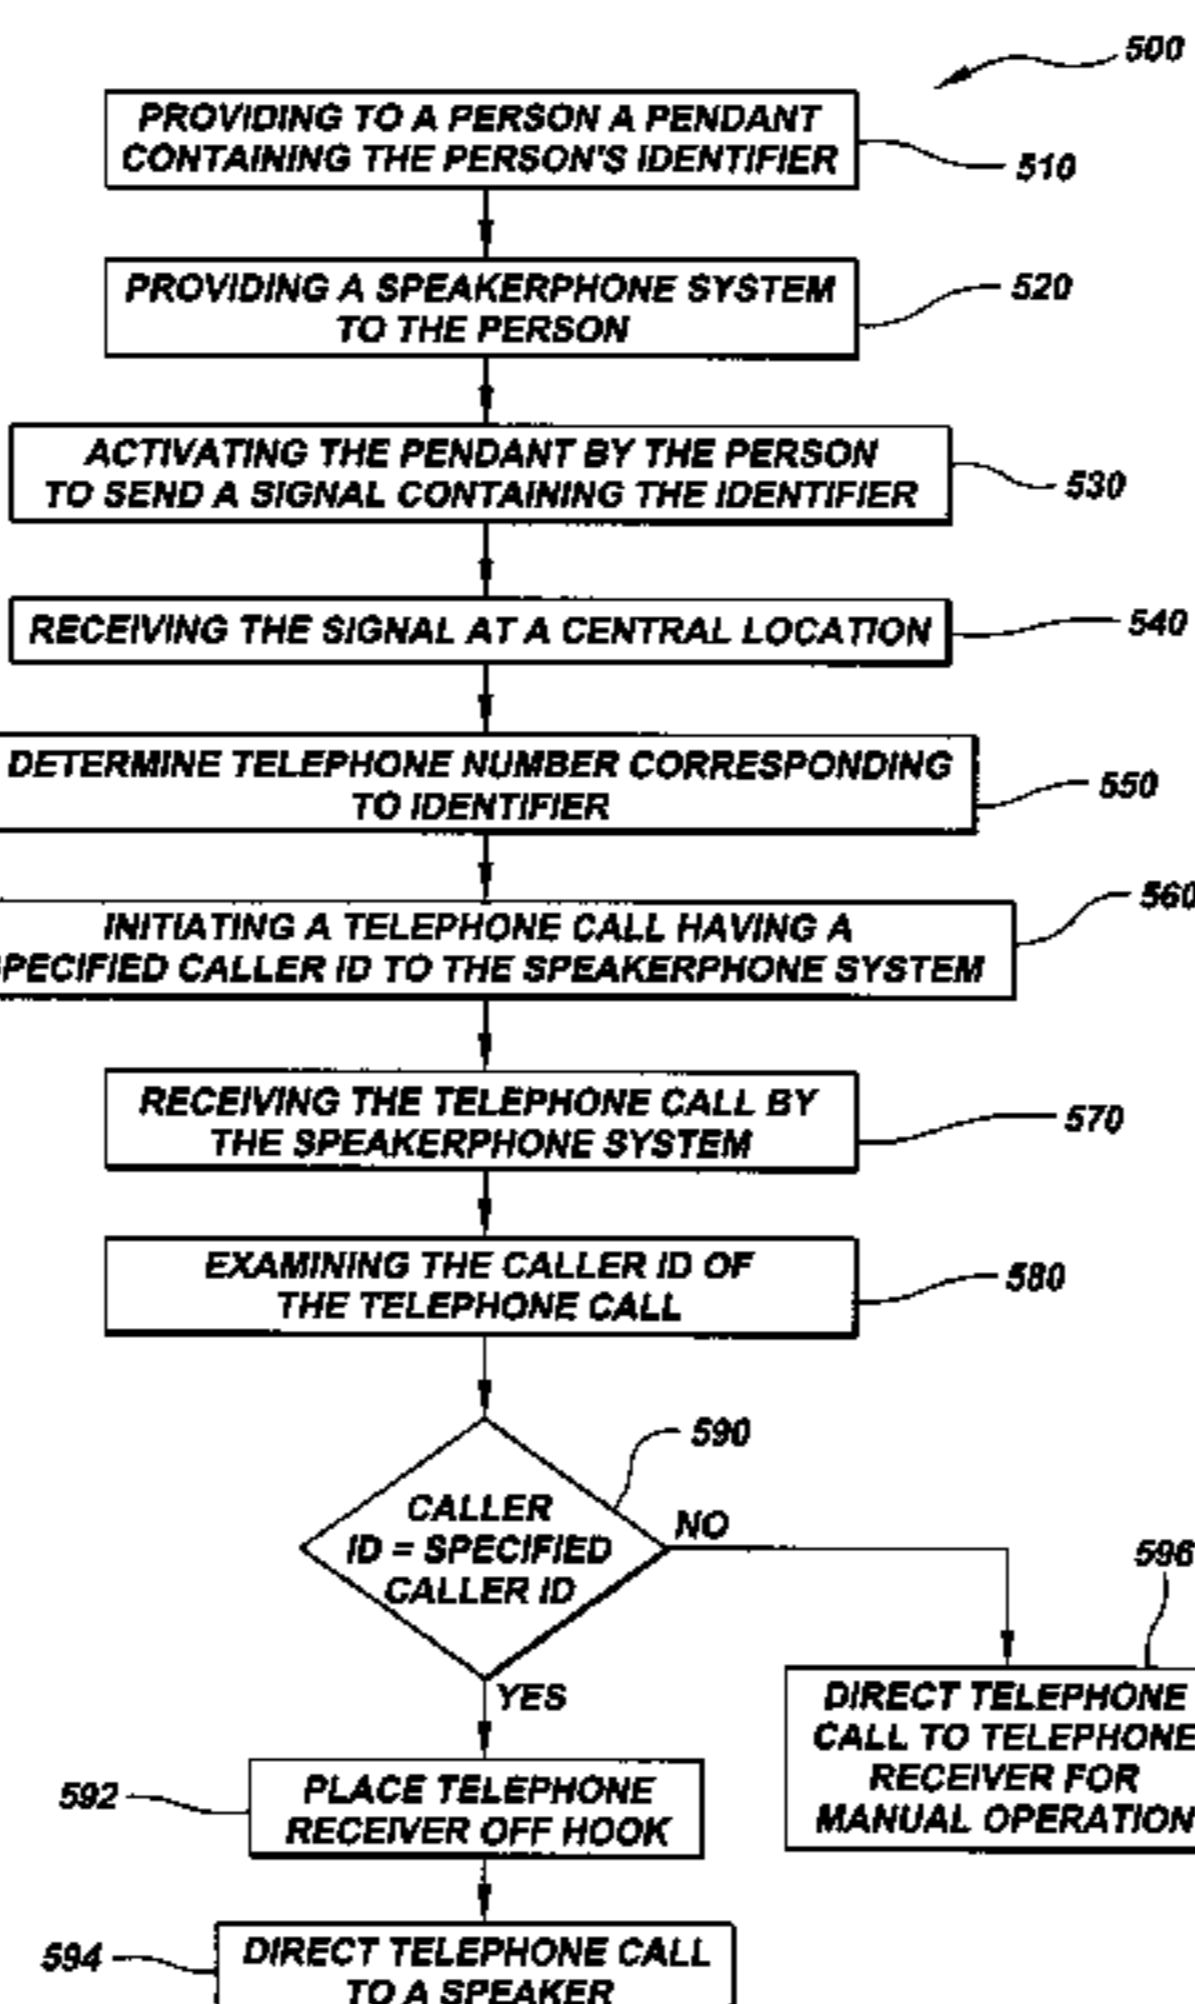 500
PROVIDING TO A PERSON A PENDANT
CONTAINING THE PERSON'S IDENTIFIER
510
PROVIDING A SPEAKERPHONE SYSTEM
TO THE PERSON
520
ACTIVATING THE PENDANT BY THE PERSON
TO SEND A SIGNAL CONTAINING THE IDENTIFIER
530
RECEIVING THE SIGNAL AT A CENTRAL LOCATION
540
DETERMINE TELEPHONE NUMBER CORRESPONDING
TO IDENTIFIER
550
INITIATING A TELEPHONE CALL HAVING A
SPECIFIED CALLER ID TO THE SPEAKERPHONE SYSTEM
560
RECEIVING THE TELEPHONE CALL BY
THE SPEAKERPHONE SYSTEM
570
EXAMINING THE CALLER ID OF
THE TELEPHONE CALL
580
590
CALLER
ID = SPECIFIED
CALLER ID
NO
YES
596
DIRECT TELEPHONE
CALL TO TELEPHONE
RECEIVER FOR
MANUAL OPERATION
592
PLACE TELEPHONE
RECEIVER OFF HOOK
594
DIRECT TELEPHONE CALL
TO A SPEAKER